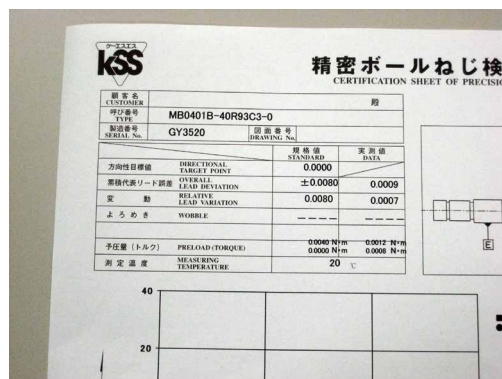 ケーエスエス
KSS
精密ボールねじ検
CERTIFICATION SHEET OF PRECISIO
顧客名 CUSTOMER 殿
呼び番号 TYPE MB0401B-40R93C3-0
製造番号 SERIAL No. GY3520 図面番号 DRAWING No.
規格値 STANDARD 実測値 DATA
方向性目標値 DIRECTIONAL TARGET POINT 0.0000
累積代表リード誤差 OVERALL LEAD DEVIATION ±0.0080 0.0009
変動 RELATIVE LEAD VARIATION 0.0080 0.0007
よろめき WOBBLE ---- ----
予圧量（トルク） PRELOAD (TORQUE) 0.0040 N・m 0.0012 N・m
0.0000 N・m 0.0008 N・m
測定温度 MEASURING TEMPERATURE 20 ℃
E
40
20